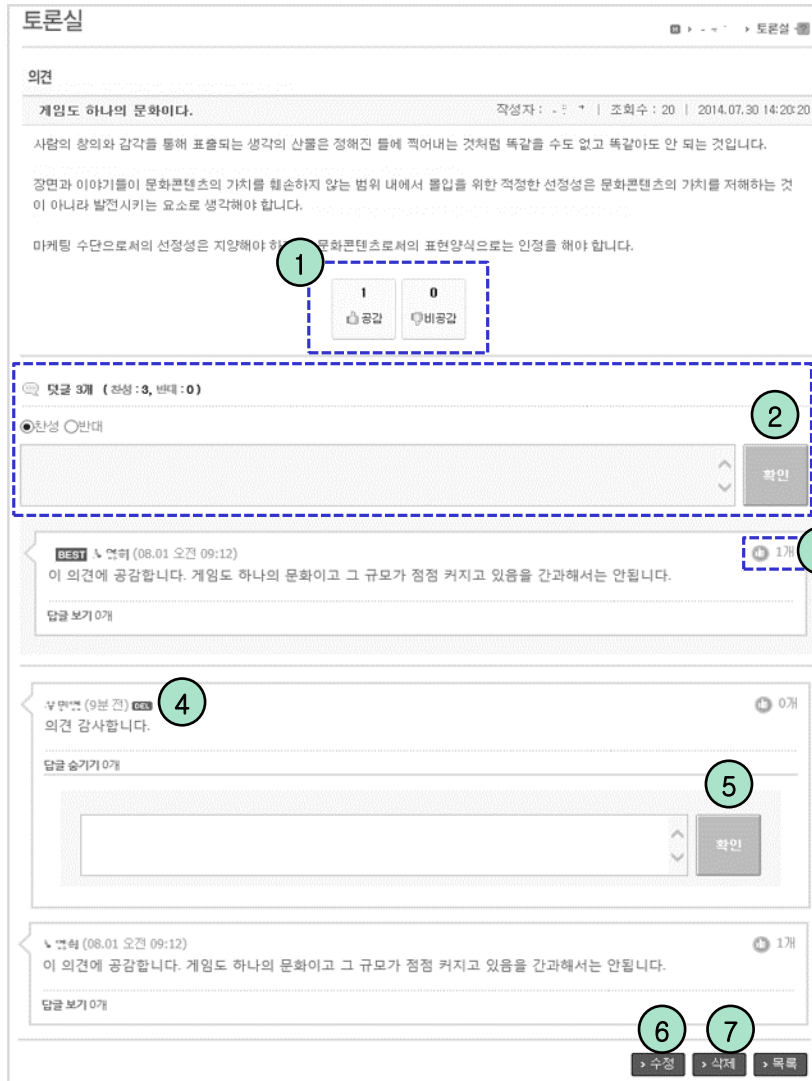 토론실
> 토론실
의견
게임도 하나의 문화이다.
작성자 : | 조회수 : 20 | 2014.07.30 14:20:20
사람의 창의와 감각을 통해 표출되는 생각의 산물은 정해진 틀에 찍어내는 것처럼 똑같을 수도 없고 똑같아도 안 되는 것입니다.
장면과 이야기들이 문화콘텐츠의 가치를 훼손하지 않는 범위 내에서 몰입을 위한 적정한 선정성은 문화콘텐츠의 가치를 저해하는 것
이 아니라 발전시키는 요소로 생각해야 합니다.
마케팅 수단으로서의 선정성은 지양해야 문화콘텐츠로서의 표현양식으로는 인정을 해야 합니다.
1
1 0
공감 비공감
덧글 3개 ( 찬성 : 3, 반대 : 0 )
찬성 반대
2
확인
BEST (08.01 오전 09:12)
1개
이 의견에 공감합니다. 게임도 하나의 문화이고 그 규모가 점점 커지고 있음을 간과해서는 안됩니다.
답글 보기 0개
(9분 전) DEL
4
0개
의견 감사합니다.
답글 숨기기 0개
5
확인
(08.01 오전 09:12)
1개
이 의견에 공감합니다. 게임도 하나의 문화이고 그 규모가 점점 커지고 있음을 간과해서는 안됩니다.
답글 보기 0개
6 7
> 수정 > 삭제 > 목록